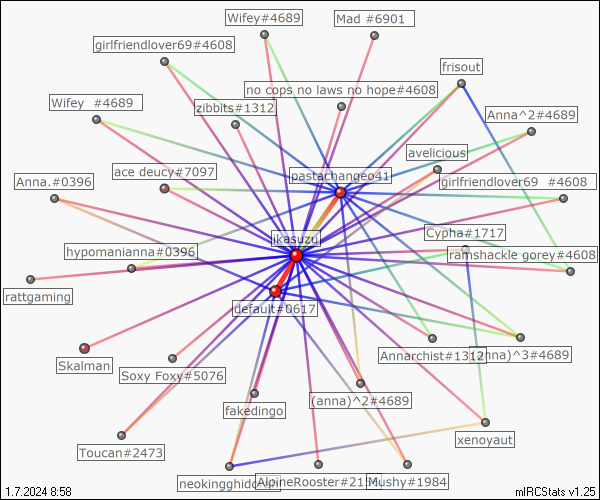 Wifey#4689
Mad #6901
girlfriendlover69#4608
frisout
no cops no laws no hope#4608
Wifey  #4689
zibbits#1312
Anna^2#4689
avelicious
ace deucy#7097
pastachangeo41
Anna.#0396
girlfriendlover69  #4608
Cypha#1717
ikasuzu
hypomanianna#0396
ramshackle gorey#4608
rattgaming
default#0617
Annarchist#1312
nna)^3#4689
Skalman
Soxy Foxy#5076
(anna)^2#4689
fakedingo
xenoyaut
Toucan#2473
AlpineRooster#21
Mushy#1984
1.7.2024 8:58
mIRCStats v1.25